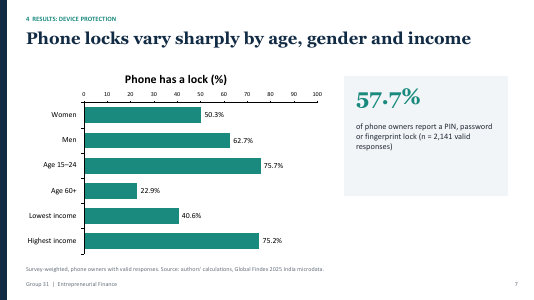 4 RESULTS: DEVICE PROTECTION
Phone locks vary sharply by age, gender and income
Phone has a lock (%)
0 10 20 30 40 50 60 70 80 90 100
Women 50.3%
Men 62.7%
Age 15–24 75.7%
Age 60+ 22.9%
Lowest income 40.6%
Highest income 75.2%
57.7%
of phone owners report a PIN, password
or fingerprint lock (n = 2,141 valid
responses)
Survey-weighted, phone owners with valid responses. Source: authors' calculations, Global Findex 2025 India microdata.
Group 31 | Entrepreneurial Finance
7